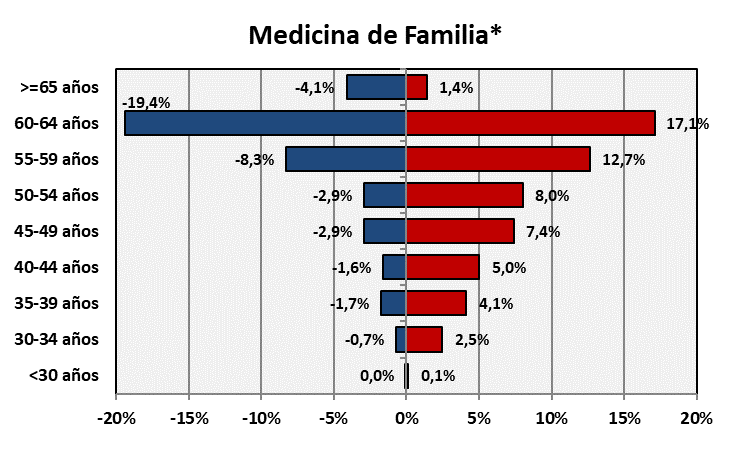 Medicina de Familia*
>=65 años
-4,1%
1,4%
-19,4%
60-64 años
17,1%
55-59 años
-8,3%
12,7%
50-54 años
-2,9%
8,0%
45-49 años
-2,9%
7,4%
40-44 años
-1,6%
5,0%
35-39 años
-1,7%
4,1%
30-34 años
-0,7%
2,5%
<30 años
0,0%
0,1%
-20%
-15%
-10%
-5%
0%
5%
10%
15%
20%